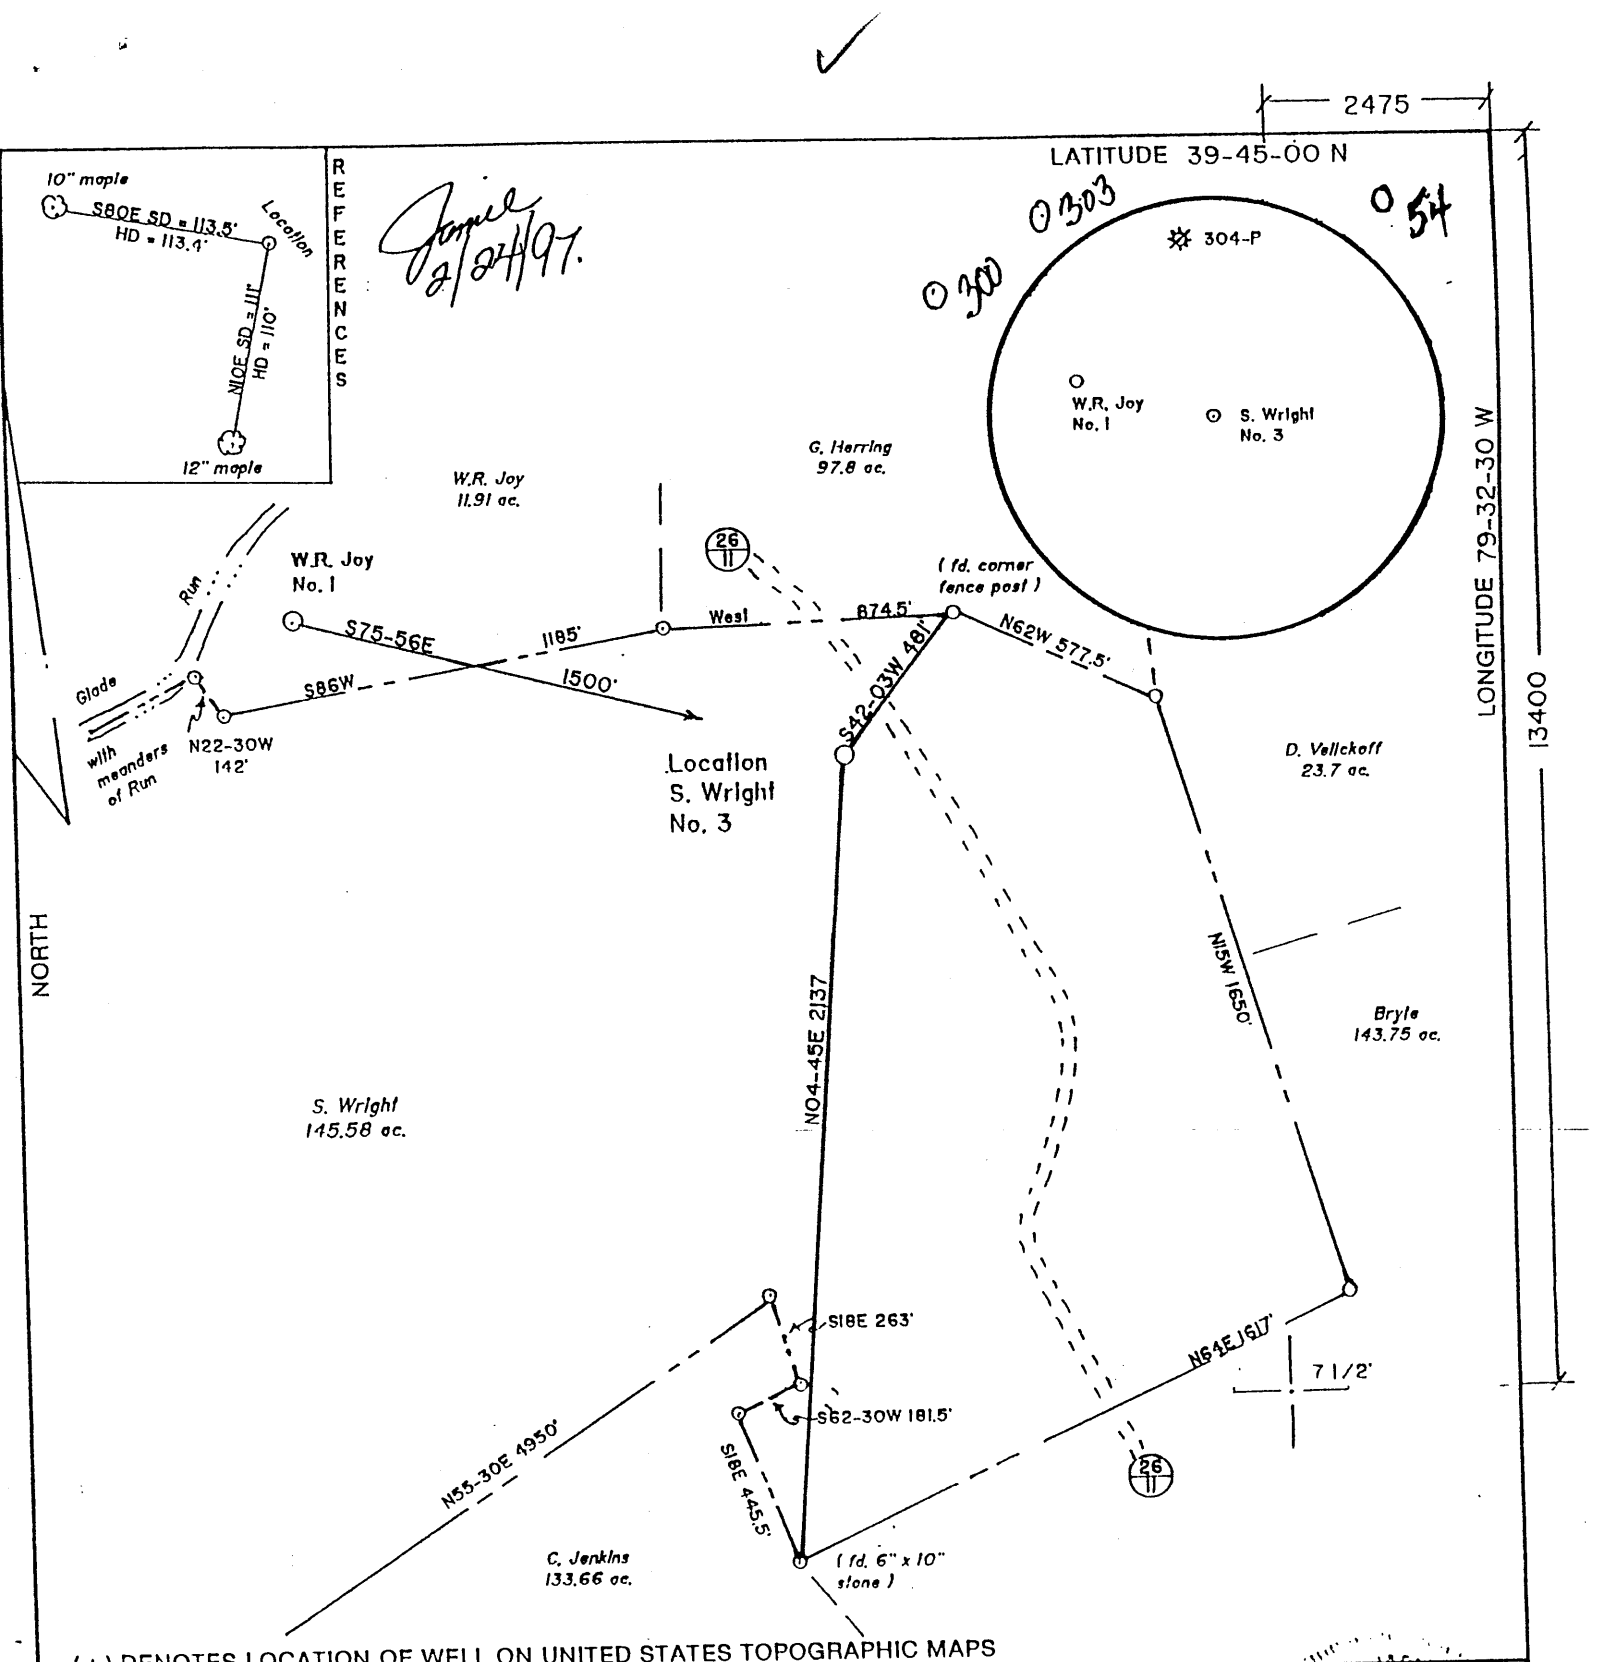 2475
LATITUDE 39-45-00 N
10" maple
S80E SD = 113.5'
HD = 113.4'
Location
N10E SD = 111'
HD = 110'
12" maple
REFERENCES
2/24/97.
300
303
54
304-P
W.R. Joy
No. 1
S. Wright
No. 3
LONGITUDE 79-32-30 W
13400
W.R. Joy
11.91 ac.
G. Herring
97.8 ac.
26
11
( fd. corner
fence post )
Run
W.R. Joy
No. 1
S75-56E
1500'
S86W
1185'
West
874.5'
S42-03W 481'
N62W 577.5'
Glade
with
meanders
of Run
N22-30W
142'
Location
S. Wright
No. 3
D. Velickoff
23.7 ac.
NORTH
N04-45E 2137
N15W 1650'
Bryle
143.75 ac.
S. Wright
145.58 ac.
S18E 263'
S62-30W 181.5'
S18E 445.5'
N55-30E 4950'
N64E 1617'
7 1/2'
26
11
C. Jenkins
133.66 ac.
( fd. 6" x 10"
stone )
(+) DENOTES LOCATION OF WELL ON UNITED STATES TOPOGRAPHIC MAPS